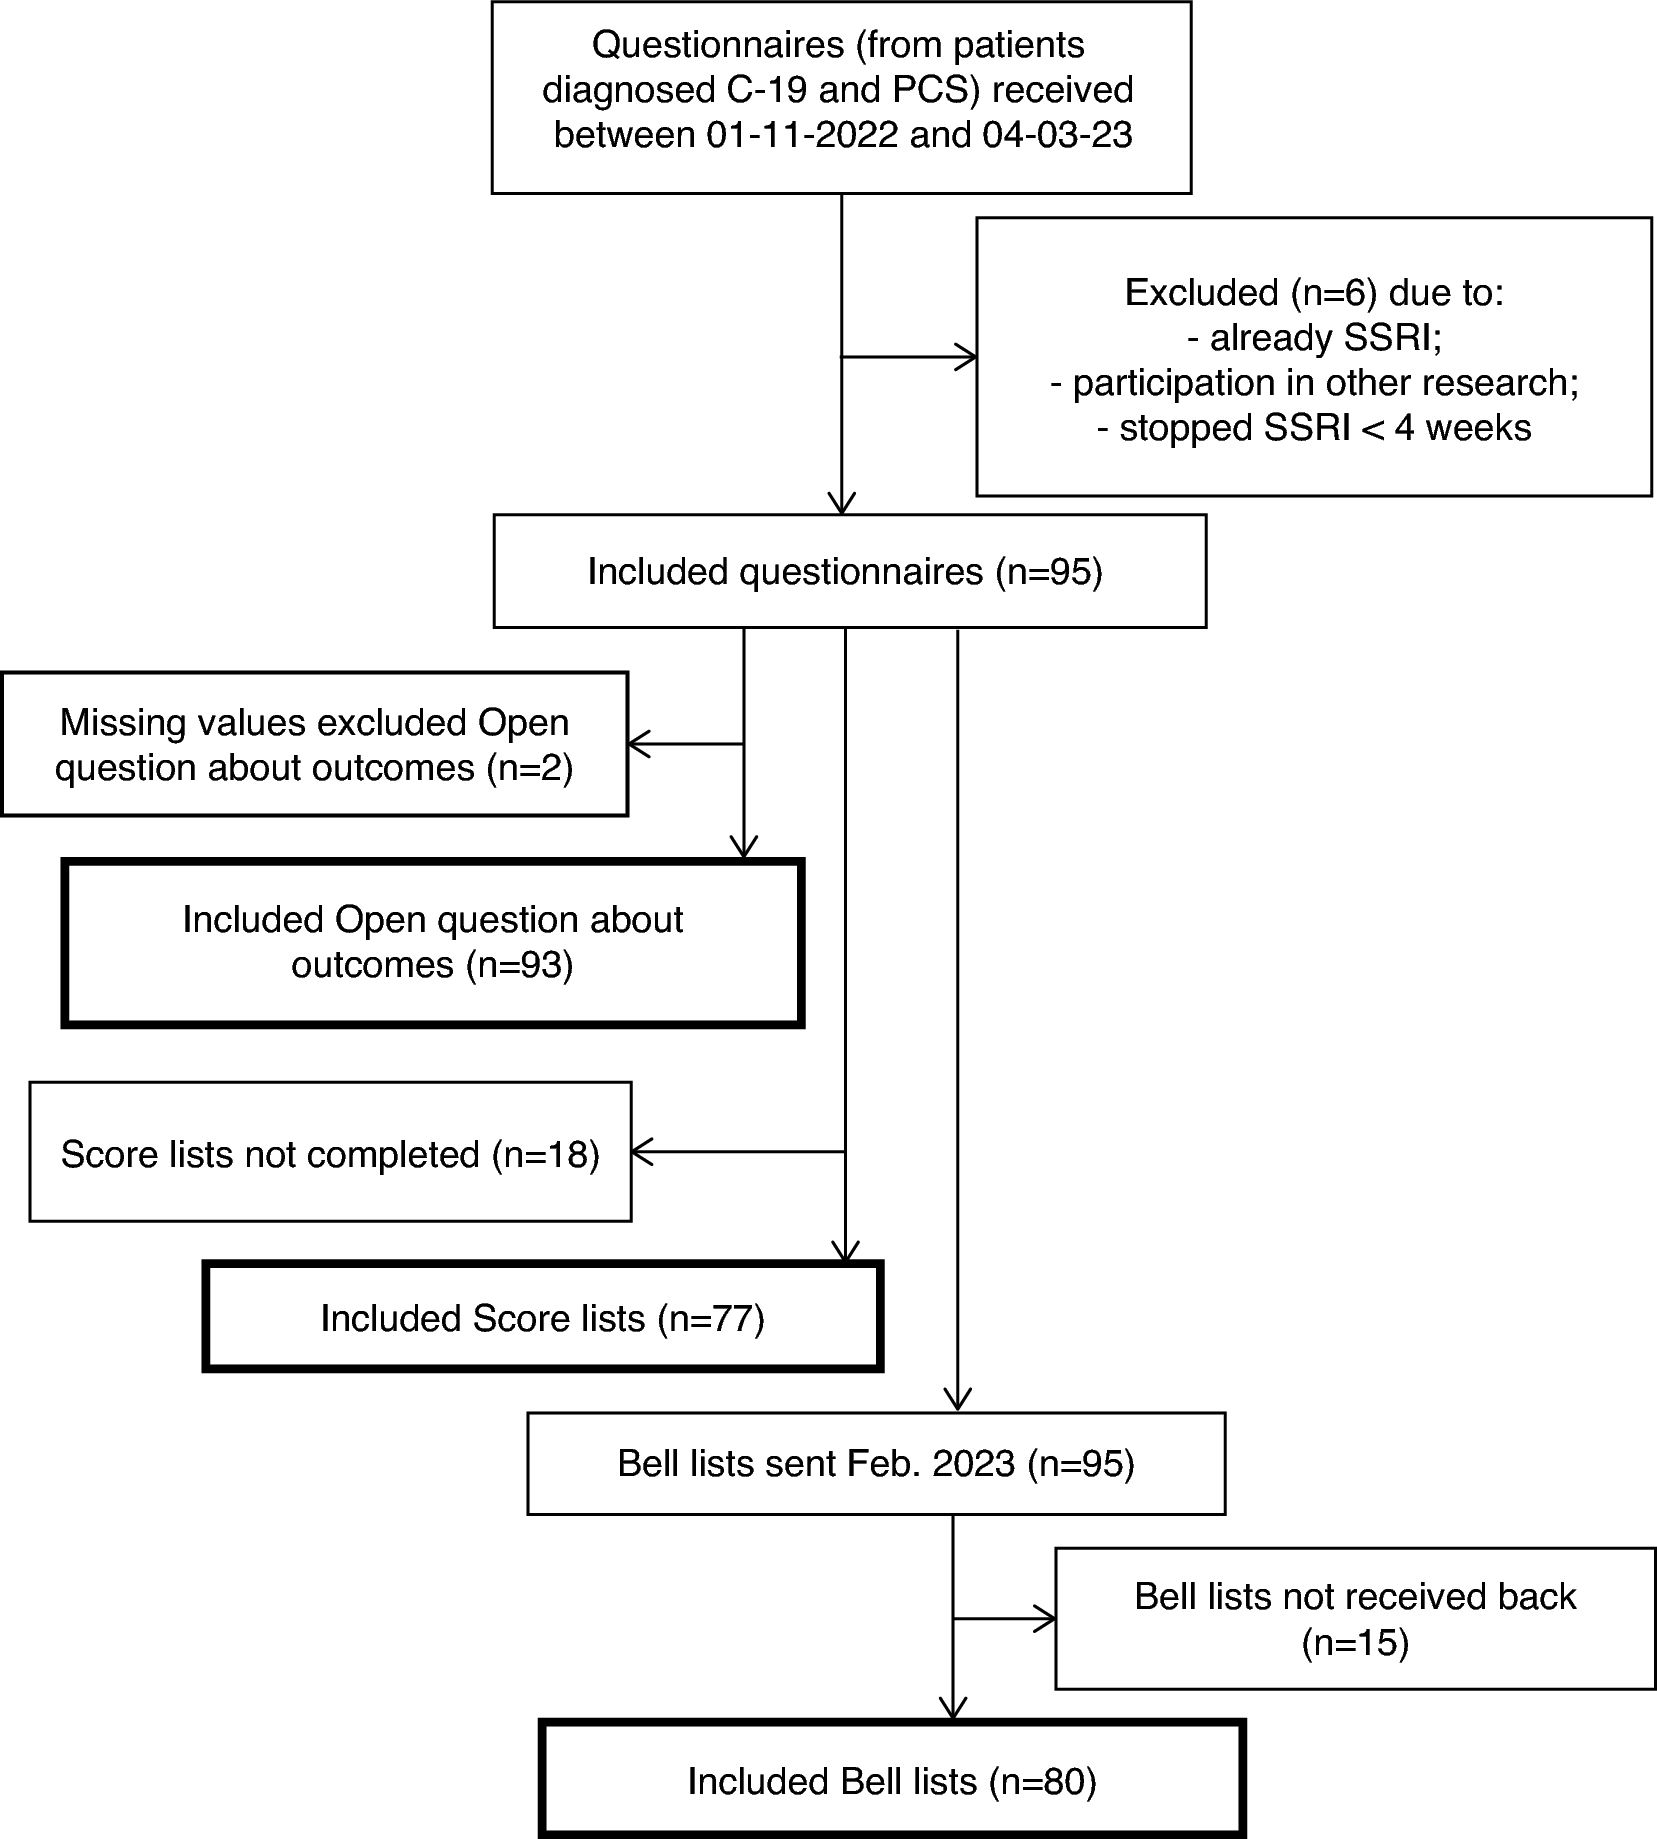 Questionnaires (from patients
diagnosed C-19 and PCS) received
between 01-11-2022 and 04-03-23
Excluded (n=6) due to:
- already SSRI;
- participation in other research;
- stopped SSRI < 4 weeks
Included questionnaires (n=95)
Missing values excluded Open
question about outcomes (n=2)
Included Open question about
outcomes (n=93)
Score lists not completed (n=18)
Included Score lists (n=77)
Bell lists sent Feb. 2023 (n=95)
Bell lists not received back
(n=15)
Included Bell lists (n=80)